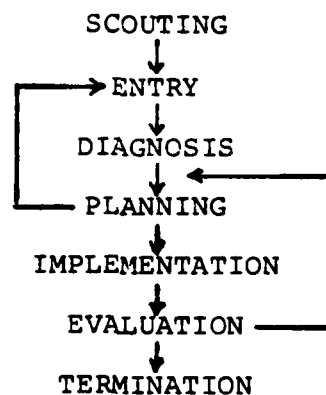 SCOUTING
ENTRY
DIAGNOSIS
PLANNING
IMPLEMENTATION
EVALUATION
TERMINATION